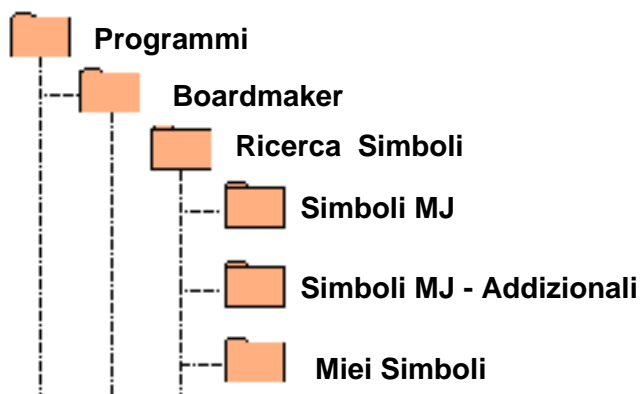 Programmi
Boardmaker
Ricerca Simboli
Simboli MJ
Simboli MJ - Addizionali
Miei Simboli